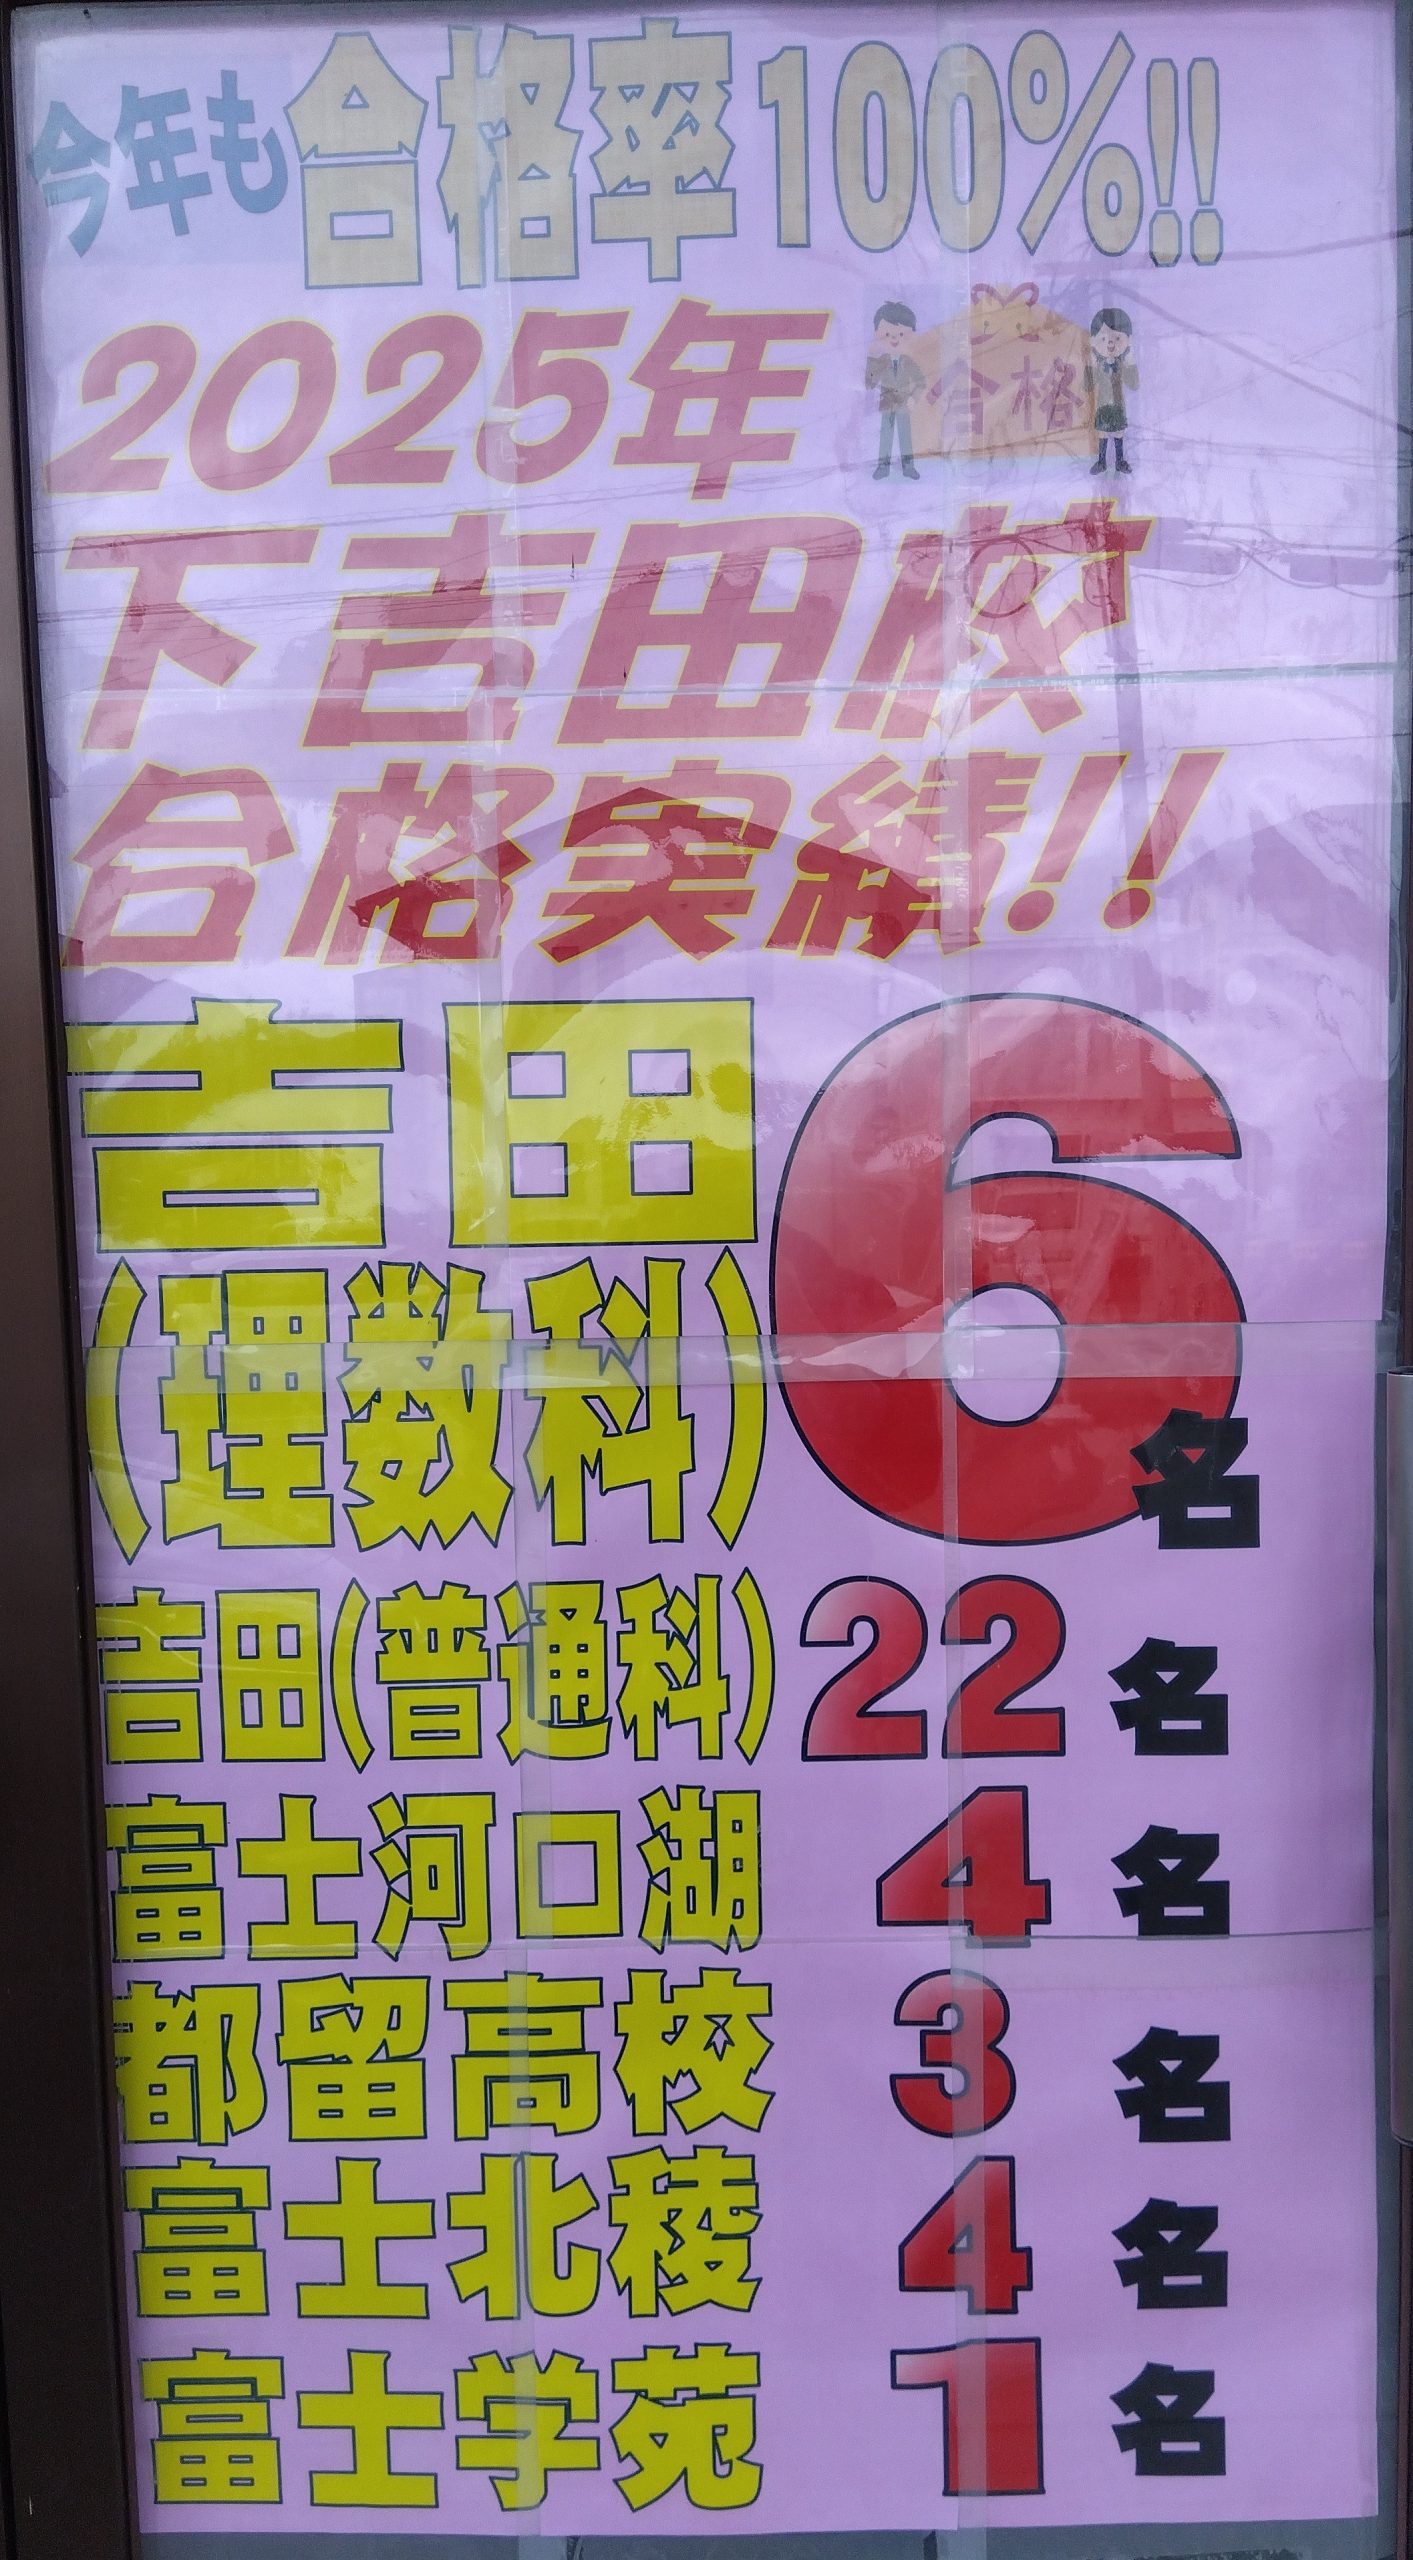 今年も合格率100%!!
2025年
合格
下吉田校
合格実績!!
吉田
(理数科)
6名
吉田(普通科) 22名
富士河口湖 4名
都留高校 3名
富士北稜 4名
富士学苑 1名